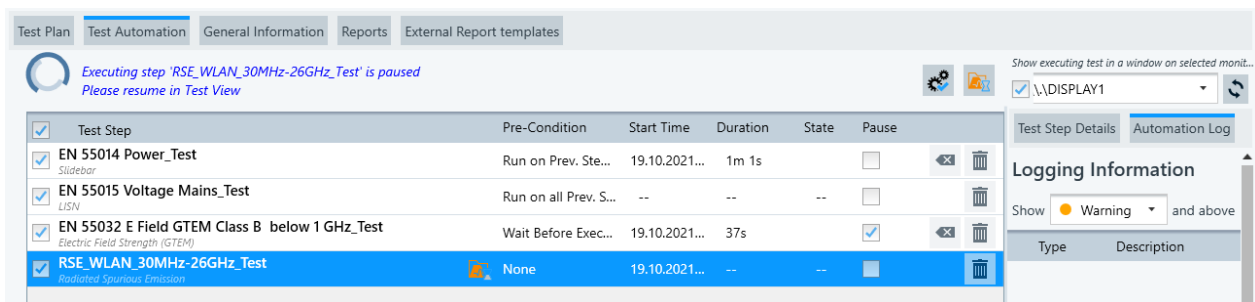 Test Plan Test Automation General Information Reports External Report templates
Executing step 'RSE_WLAN_30MHz-26GHz_Test' is paused
Please resume in Test View
Show executing test in a window on selected monit...
\\.\DISPLAY1
Test Step Pre-Condition Start Time Duration State Pause
Test Step Details Automation Log
EN 55014 Power_Test
Slidebar
Run on Prev. Ste... 19.10.2021... 1m 1s
Logging Information
EN 55015 Voltage Mains_Test
LISN
Run on all Prev. S... -- -- --
Show Warning and above
EN 55032 E Field GTEM Class B below 1 GHz_Test
Electric Field Strength (GTEM)
Wait Before Exec... 19.10.2021... 37s
Type Description
RSE_WLAN_30MHz-26GHz_Test
Radiated Spurious Emission
None 19.10.2021... -- --